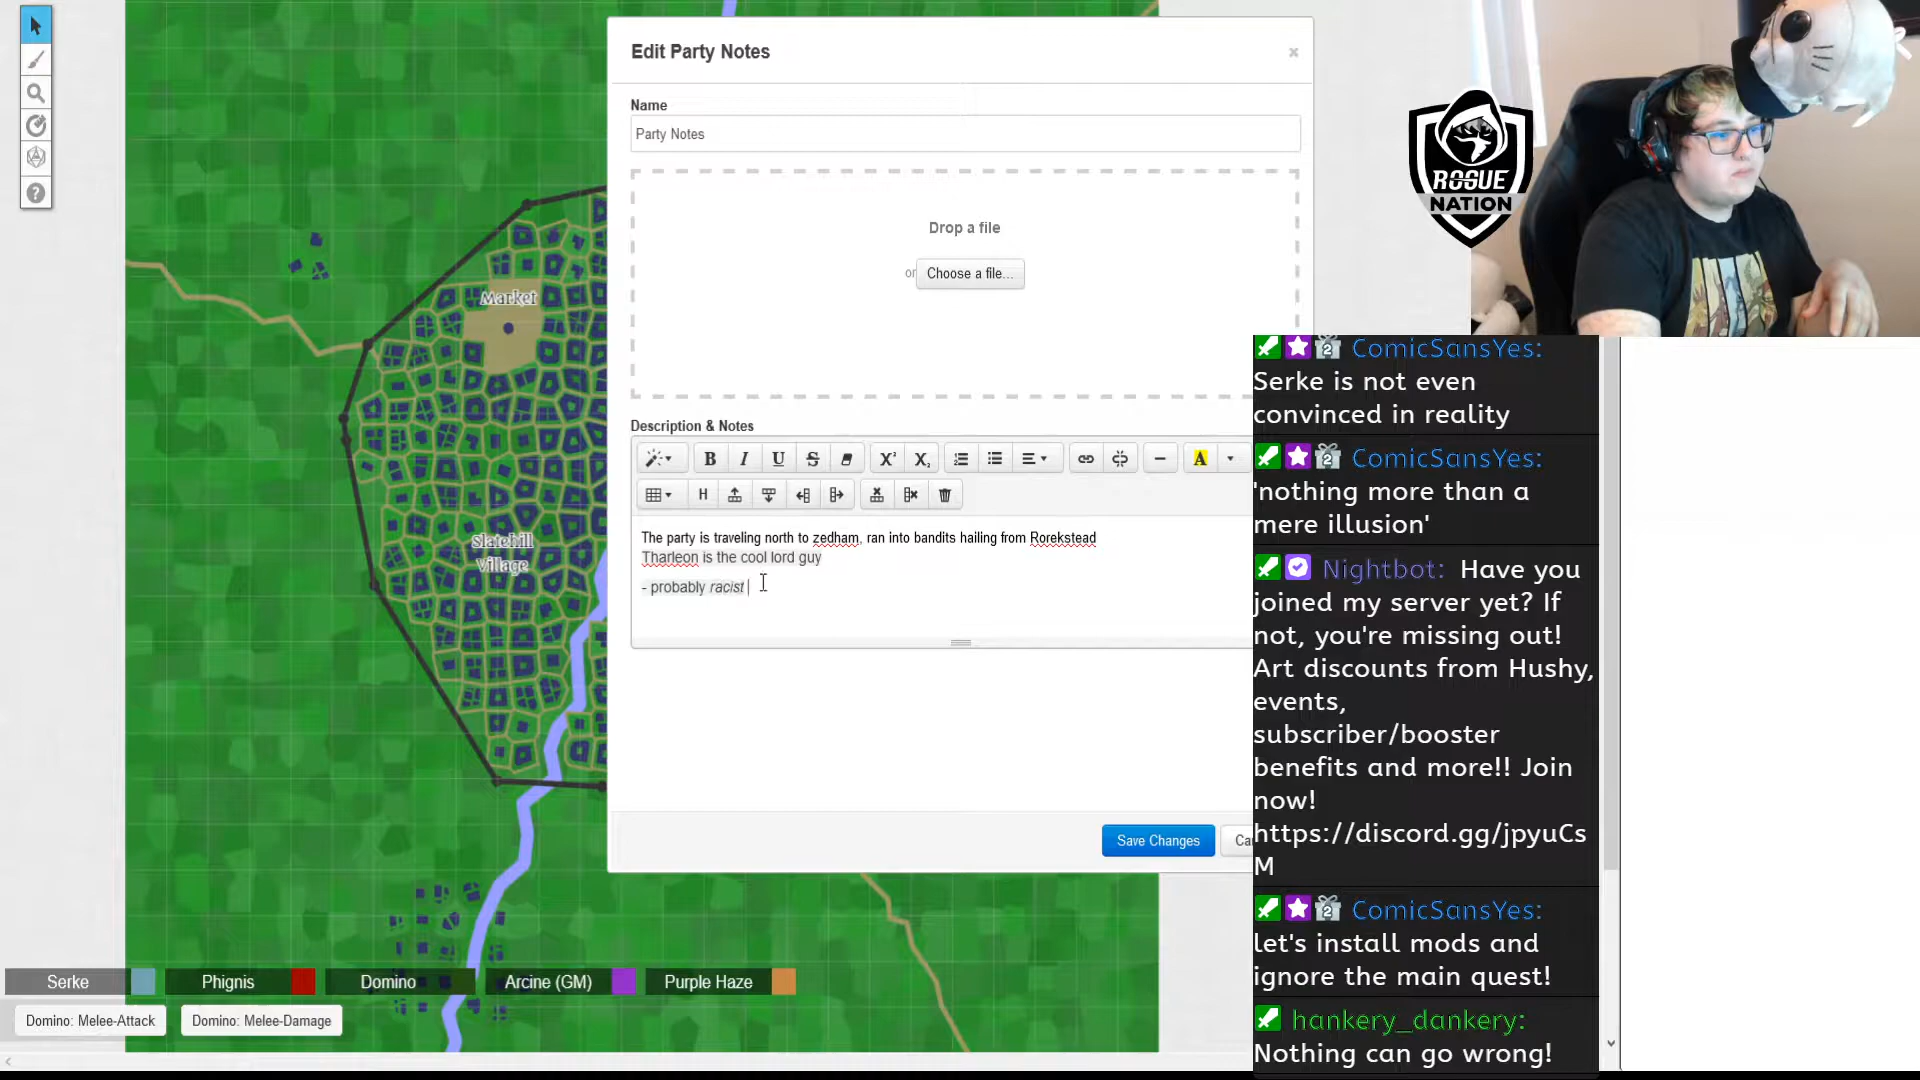 Edit Party Notes
×
Name
Party Notes
Drop a file
or Choose a file...
Description & Notes
B I U S X² X₂ A
H
The party is traveling north to zedham, ran into bandits hailing from Rorekstead
Tharleon is the cool lord guy
- probably racist
Save Changes
Market
Slatehill
Village
Serke
Phignis
Domino
Arcine (GM)
Purple Haze
Domino: Melee-Attack
Domino: Melee-Damage
ROGUE
NATION
ComicSansYes:
Serke is not even
convinced in reality
ComicSansYes:
'nothing more than a
mere illusion'
Nightbot: Have you
joined my server yet? If
not, you're missing out!
Art discounts from Hushy,
events,
subscriber/booster
benefits and more!! Join
now!
https://discord.gg/jpyuCs
M
ComicSansYes:
let's install mods and
ignore the main quest!
hankery_dankery:
Nothing can go wrong!